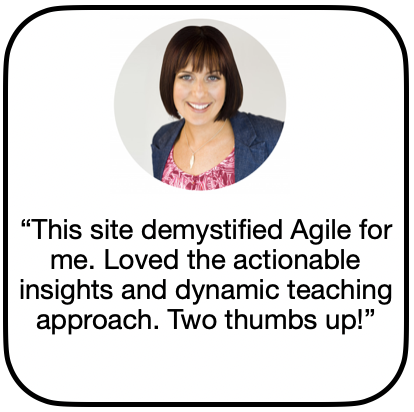 “This site demystified Agile for
me. Loved the actionable
insights and dynamic teaching
approach. Two thumbs up!”